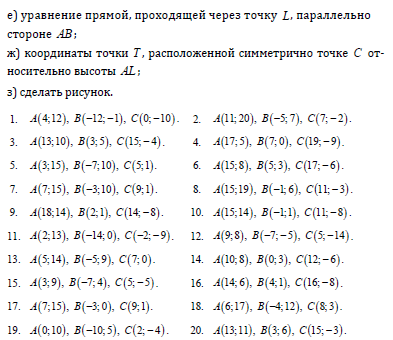 е) уравнение прямой, проходящей через точку L, параллельно
стороне AB;
ж) координаты точки T, расположенной симметрично точке C от-
носительно высоты AL;
з) сделать рисунок.
1. A(4;12), B(−12;−1), C(0;−10). 2. A(11;20), B(−5;7), C(7;−2).
3. A(13;10), B(3;5), C(15;−4). 4. A(17;5), B(7;0), C(19;−9).
5. A(3;15), B(−7;10), C(5;1). 6. A(15;8), B(5;3), C(17;−6).
7. A(7;15), B(−3;10), C(9;1). 8. A(15;19), B(−1;6), C(11;−3).
9. A(18;14), B(2;1), C(14;−8). 10. A(15;14), B(−1;1), C(11;−8).
11. A(2;13), B(−14;0), C(−2;−9). 12. A(9;8), B(−7;−5), C(5;−14).
13. A(5;14), B(−5;9), C(7;0). 14. A(10;8), B(0;3), C(12;−6).
15. A(3;9), B(−7;4), C(5;−5). 16. A(14;6), B(4;1), C(16;−8).
17. A(7;15), B(−3;0), C(9;1). 18. A(6;17), B(−4;12), C(8;3).
19. A(0;10), B(−10;5), C(2;−4). 20. A(13;11), B(3;6), C(15;−3).